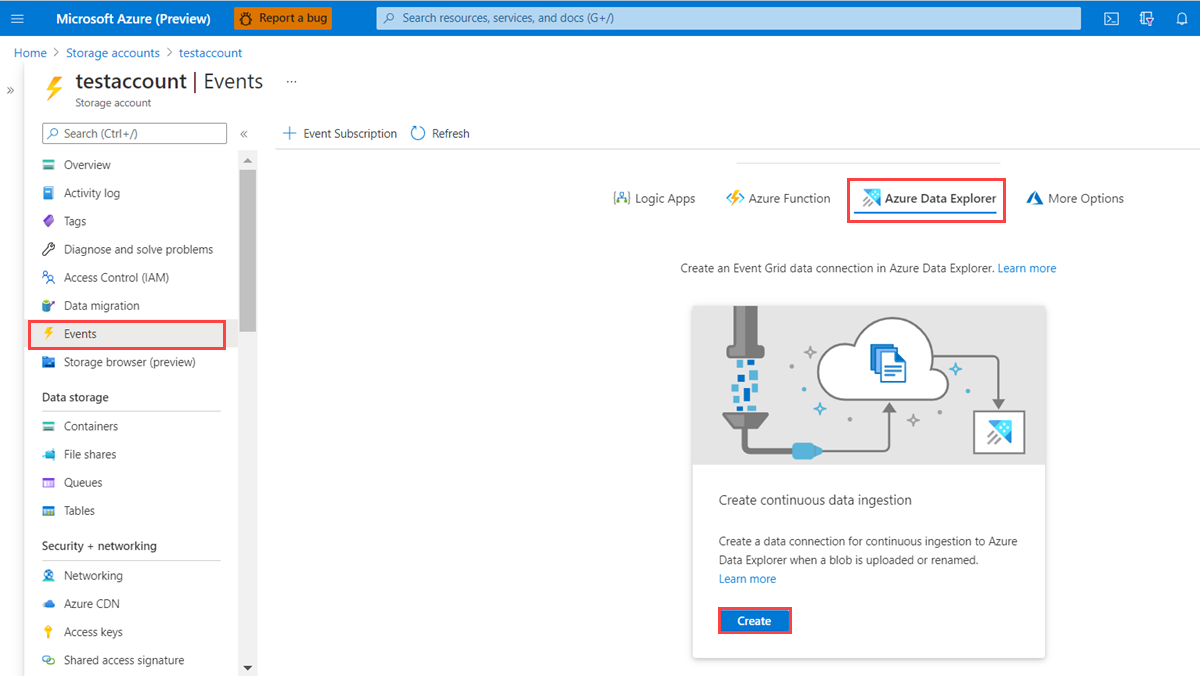 Microsoft Azure (Preview)
Report a bug
Search resources, services, and docs (G+/)
Home > Storage accounts > testaccount
»
testaccount | Events ...
Storage account
Search (Ctrl+/)
«
Event Subscription
Refresh
Overview
Activity log
Tags
Diagnose and solve problems
Access Control (IAM)
Data migration
Events
Storage browser (preview)
Data storage
Containers
File shares
Queues
Tables
Security + networking
Networking
Azure CDN
Access keys
Shared access signature
Logic Apps
Azure Function
Azure Data Explorer
More Options
Create an Event Grid data connection in Azure Data Explorer. Learn more
Create continuous data ingestion
Create a data connection for continuous ingestion to Azure
Data Explorer when a blob is uploaded or renamed.
Learn more
Create